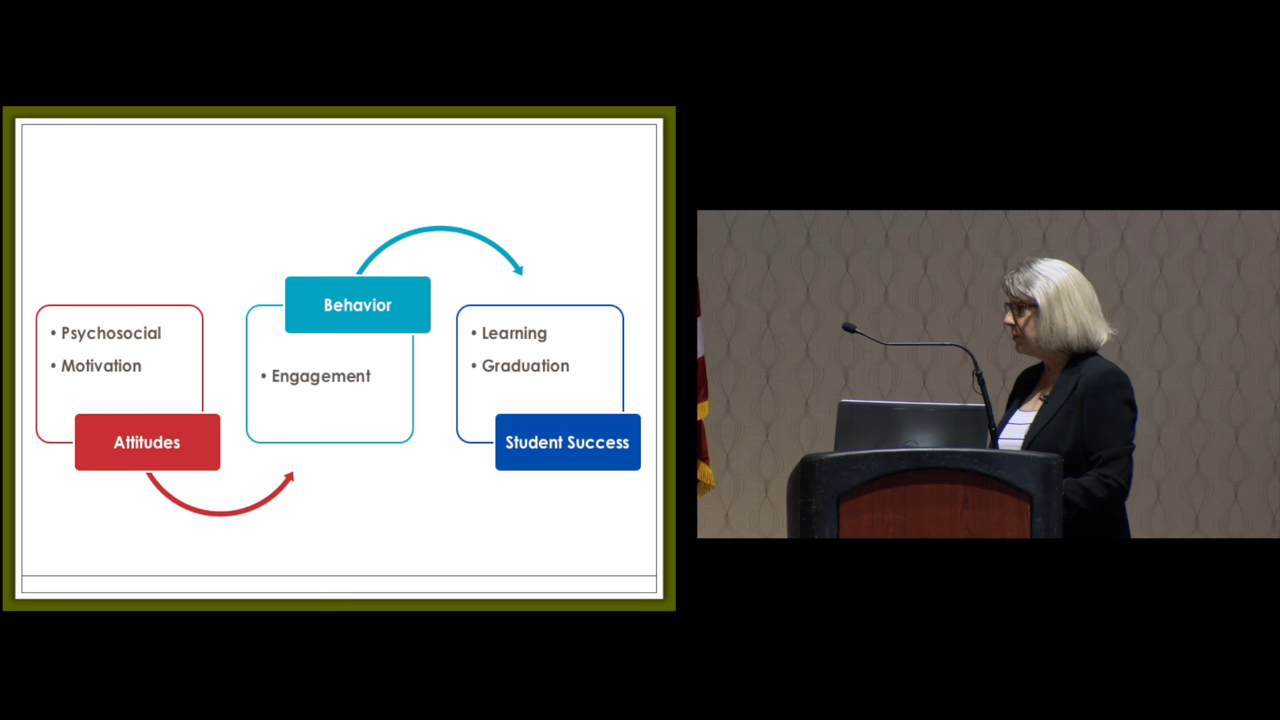 • Psychosocial
• Motivation
Attitudes
Behavior
• Engagement
• Learning
• Graduation
Student Success